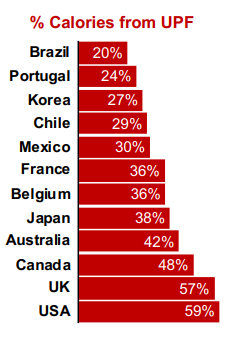 % Calories from UPF
Brazil 20%
Portugal 24%
Korea 27%
Chile 29%
Mexico 30%
France 36%
Belgium 36%
Japan 38%
Australia 42%
Canada 48%
UK 57%
USA 59%